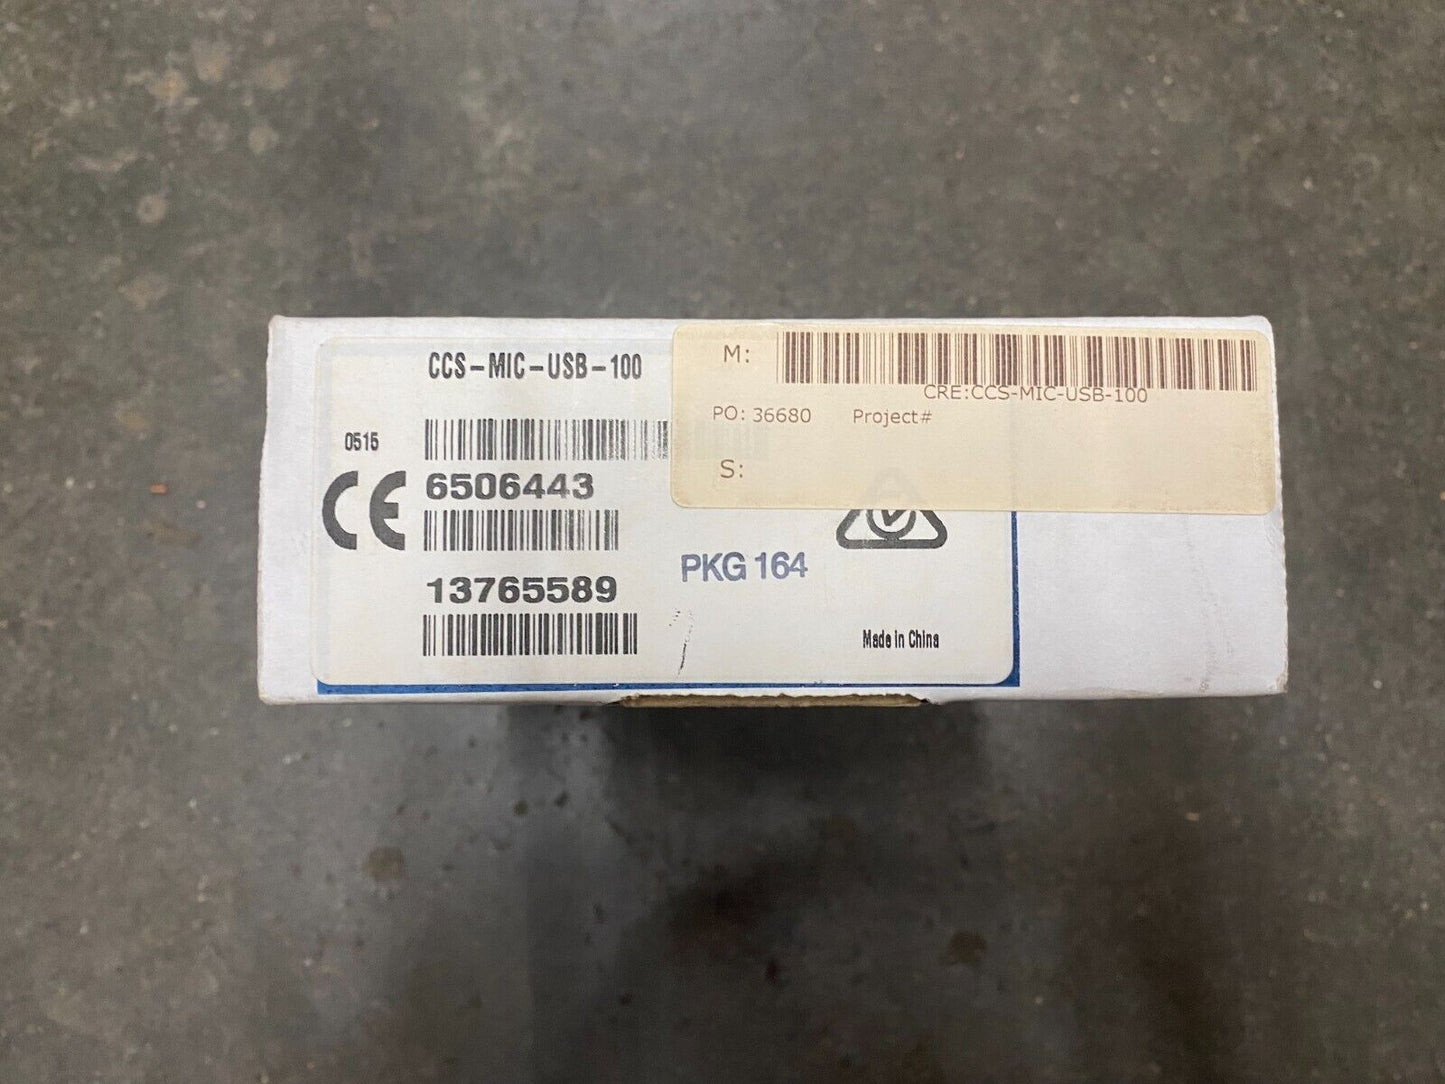 CCS-MIC-USB-100
0515
CE
6506443
13765589
PKG 164
Made in China
M:
CRE:CCS-MIC-USB-100
PO: 36680 Project#
S: